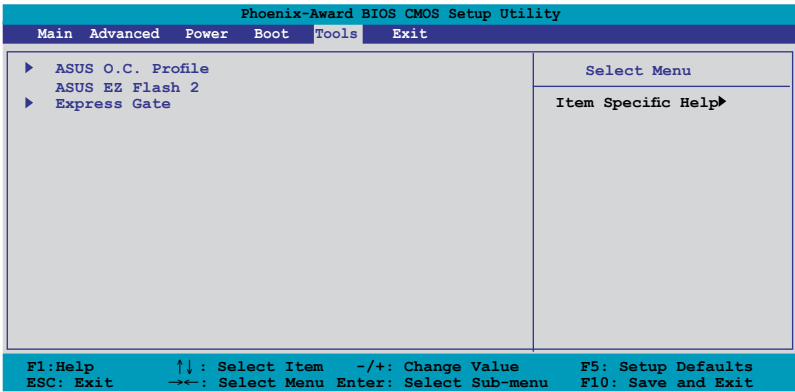 Phoenix-Award BIOS CMOS Setup Utility
Main Advanced Power Boot Tools Exit
ASUS O.C. Profile
ASUS EZ Flash 2
Express Gate
Select Menu
Item Specific Help
F1:Help ↑↓: Select Item -/+: Change Value F5: Setup Defaults
ESC: Exit →←: Select Menu Enter: Select Sub-menu F10: Save and Exit